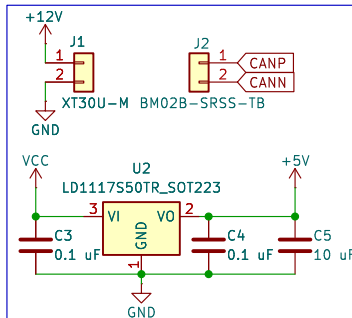 +12V
J1
J2
1
2
1
2
CANP
CANN
XT30U-M
BM02B-SRSS-TB
GND
VCC
U2
+5V
LD1117S50TR_SOT223
3
VI
VO
2
GND
1
C3
0.1 uF
C4
0.1 uF
C5
10 uF
GND